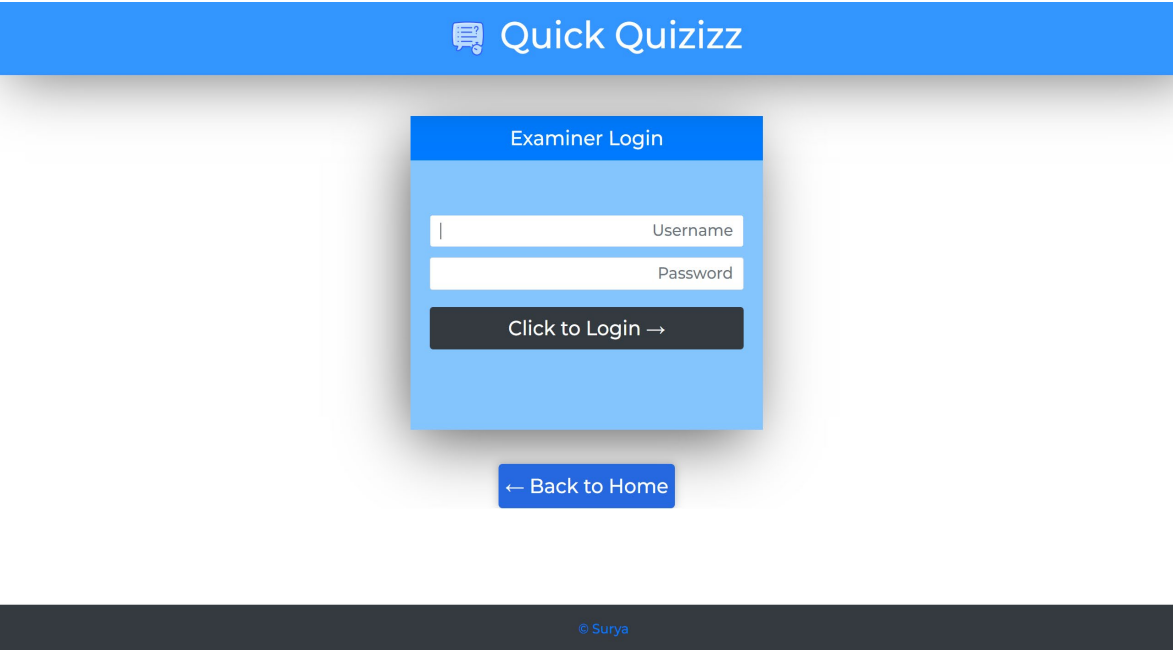 Quick Quizizz
Examiner Login
Username
Password
Click to Login →
← Back to Home
© Surya